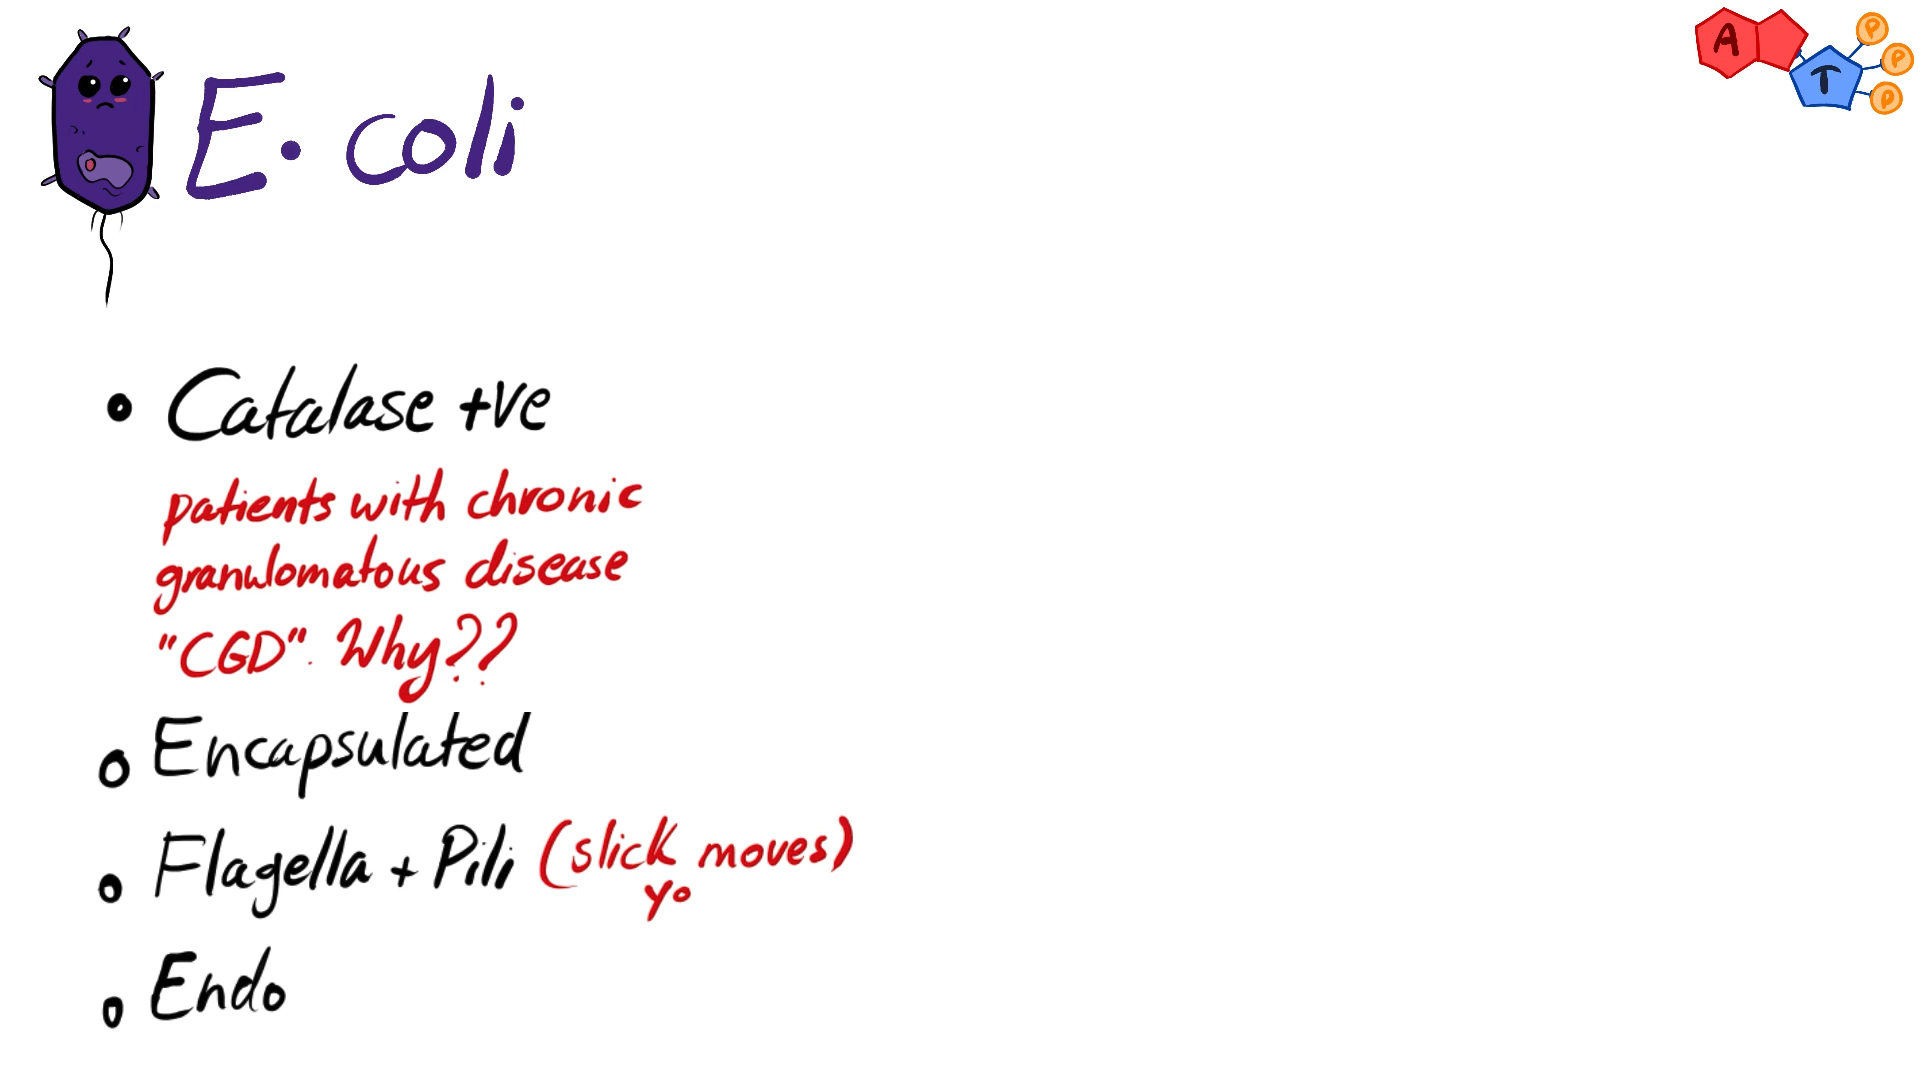 E. coli
A T P P P
Catalase +ve
patients with chronic
granulomatous disease
"CGD". Why??
Encapsulated
Flagella + Pili (slick moves)
yo
Endo